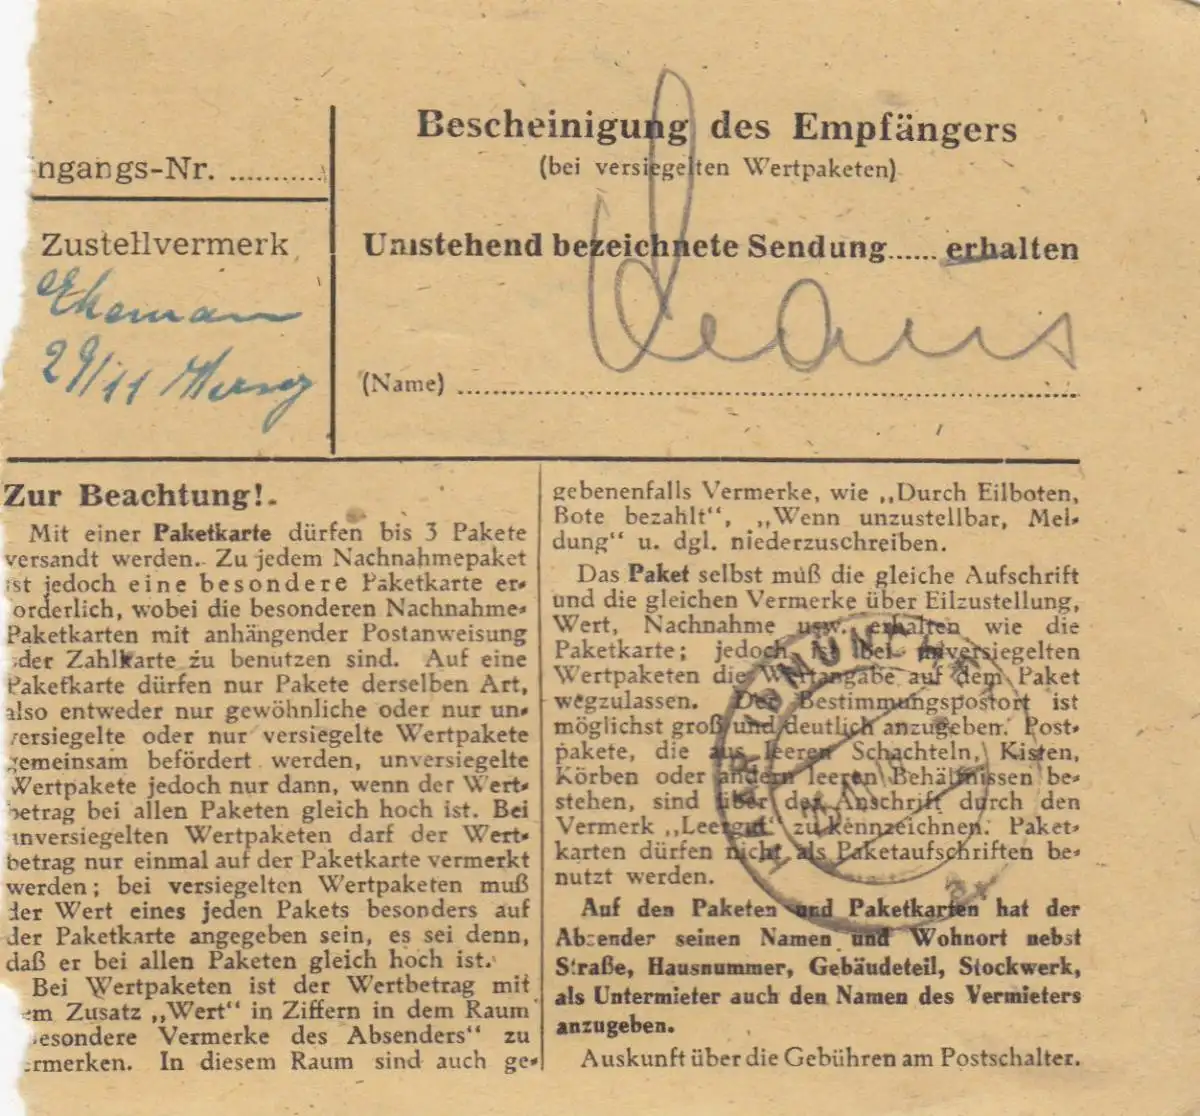 ngangs-Nr. ..........
Zustellvermerk
Eheman
29/11
Bescheinigung des Empfängers
(bei versiegelten Wertpaketen)
Umstehend bezeichnete Sendung...... erhalten
(Name) ....................
Zur Beachtung!
Mit einer Paketkarte dürfen bis 3 Pakete
versandt werden. Zu jedem Nachnahmepaket
ist jedoch eine besondere Paketkarte er-
orderlich, wobei die besonderen Nachnahme-
Paketkarten mit anhängender Postanweisung
oder Zahlkarte zu benutzen sind. Auf eine
Paketkarte dürfen nur Pakete derselben Art,
also entweder nur gewöhnliche oder nur un-
versiegelte oder nur versiegelte Wertpakete
gemeinsam befördert werden, unversiegelte
Wertpakete jedoch nur dann, wenn der Wert-
betrag bei allen Paketen gleich hoch ist. Bei
unversiegelten Wertpaketen darf der Wert-
betrag nur einmal auf der Paketkarte vermerkt
werden; bei versiegelten Wertpaketen muß
der Wert eines jeden Pakets besonders auf
der Paketkarte angegeben sein, es sei denn,
daß er bei allen Paketen gleich hoch ist.
Bei Wertpaketen ist der Wertbetrag mit
em Zusatz „Wert" in Ziffern in dem Raum
esondere Vermerke des Absenders" zu
ermerken. In diesem Raum sind auch ge-
gebenenfalls Vermerke, wie „Durch Eilboten,
Bote bezahlt", „Wenn unzustellbar, Mel-
dung" u. dgl. niederzuschreiben.
Das Paket selbst muß die gleiche Aufschrift
und die gleichen Vermerke über Eilzustellung,
Wert, Nachnahme usw. erhalten wie die
Paketkarte; jedoch ist bei unversiegelten
Wertpaketen die Wertangabe auf dem Paket
wegzulassen. Der Bestimmungspostort ist
möglichst groß und deutlich anzugeben. Post-
pakete, die aus leeren Schachteln, Kisten,
Körben oder andern leeren Behältnissen be-
stehen, sind über der Anschrift durch den
Vermerk „Leergut" zu kennzeichnen. Paket-
karten dürfen nicht als Paketaufschriften be-
nutzt werden.
Auf den Paketen und Paketkarten hat der
Absender seinen Namen und Wohnort nebst
Straße, Hausnummer, Gebäudeteil, Stockwerk,
als Untermieter auch den Namen des Vermieters
anzugeben.
Auskunft über die Gebühren am Postschalter.